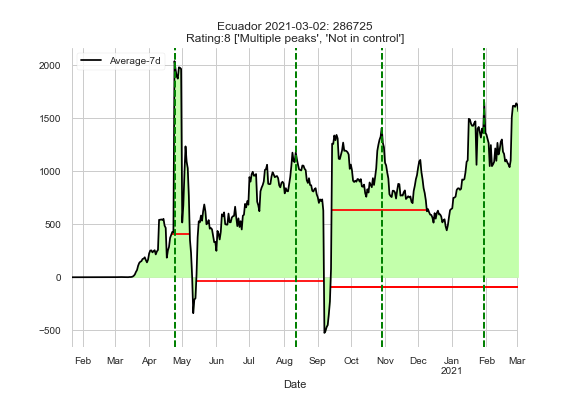 Ecuador 2021-03-02: 286725
Rating:8 ['Multiple peaks', 'Not in control']
Average-7d
2000
1500
1000
500
0
−500
Feb Mar Apr May Jun Jul Aug Sep Oct Nov Dec Jan Feb Mar
2021
Date